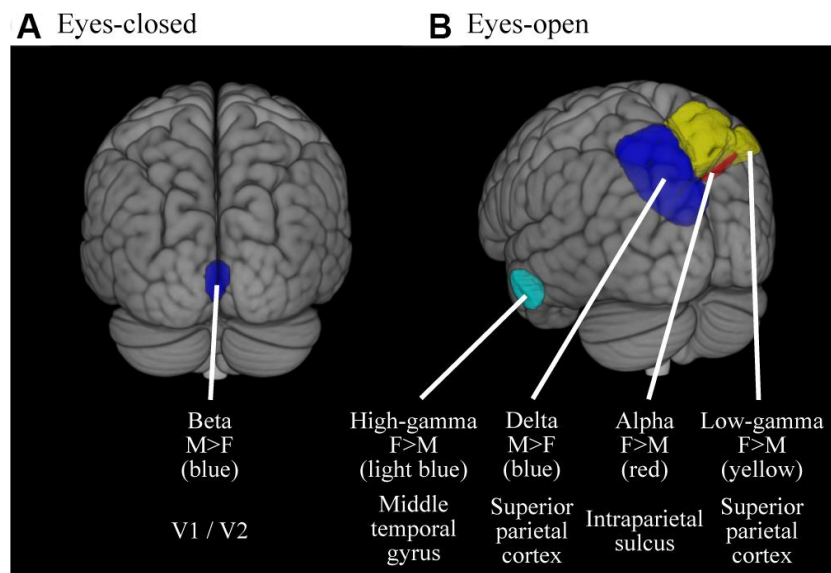 A Eyes-closed
B Eyes-open
Beta
M>F
(blue)
V1 / V2
High-gamma
F>M
(light blue)
Middle
temporal
gyrus
Delta
M>F
(blue)
Superior
parietal
cortex
Alpha
F>M
(red)
Intraparietal
sulcus
Low-gamma
F>M
(yellow)
Superior
parietal
cortex